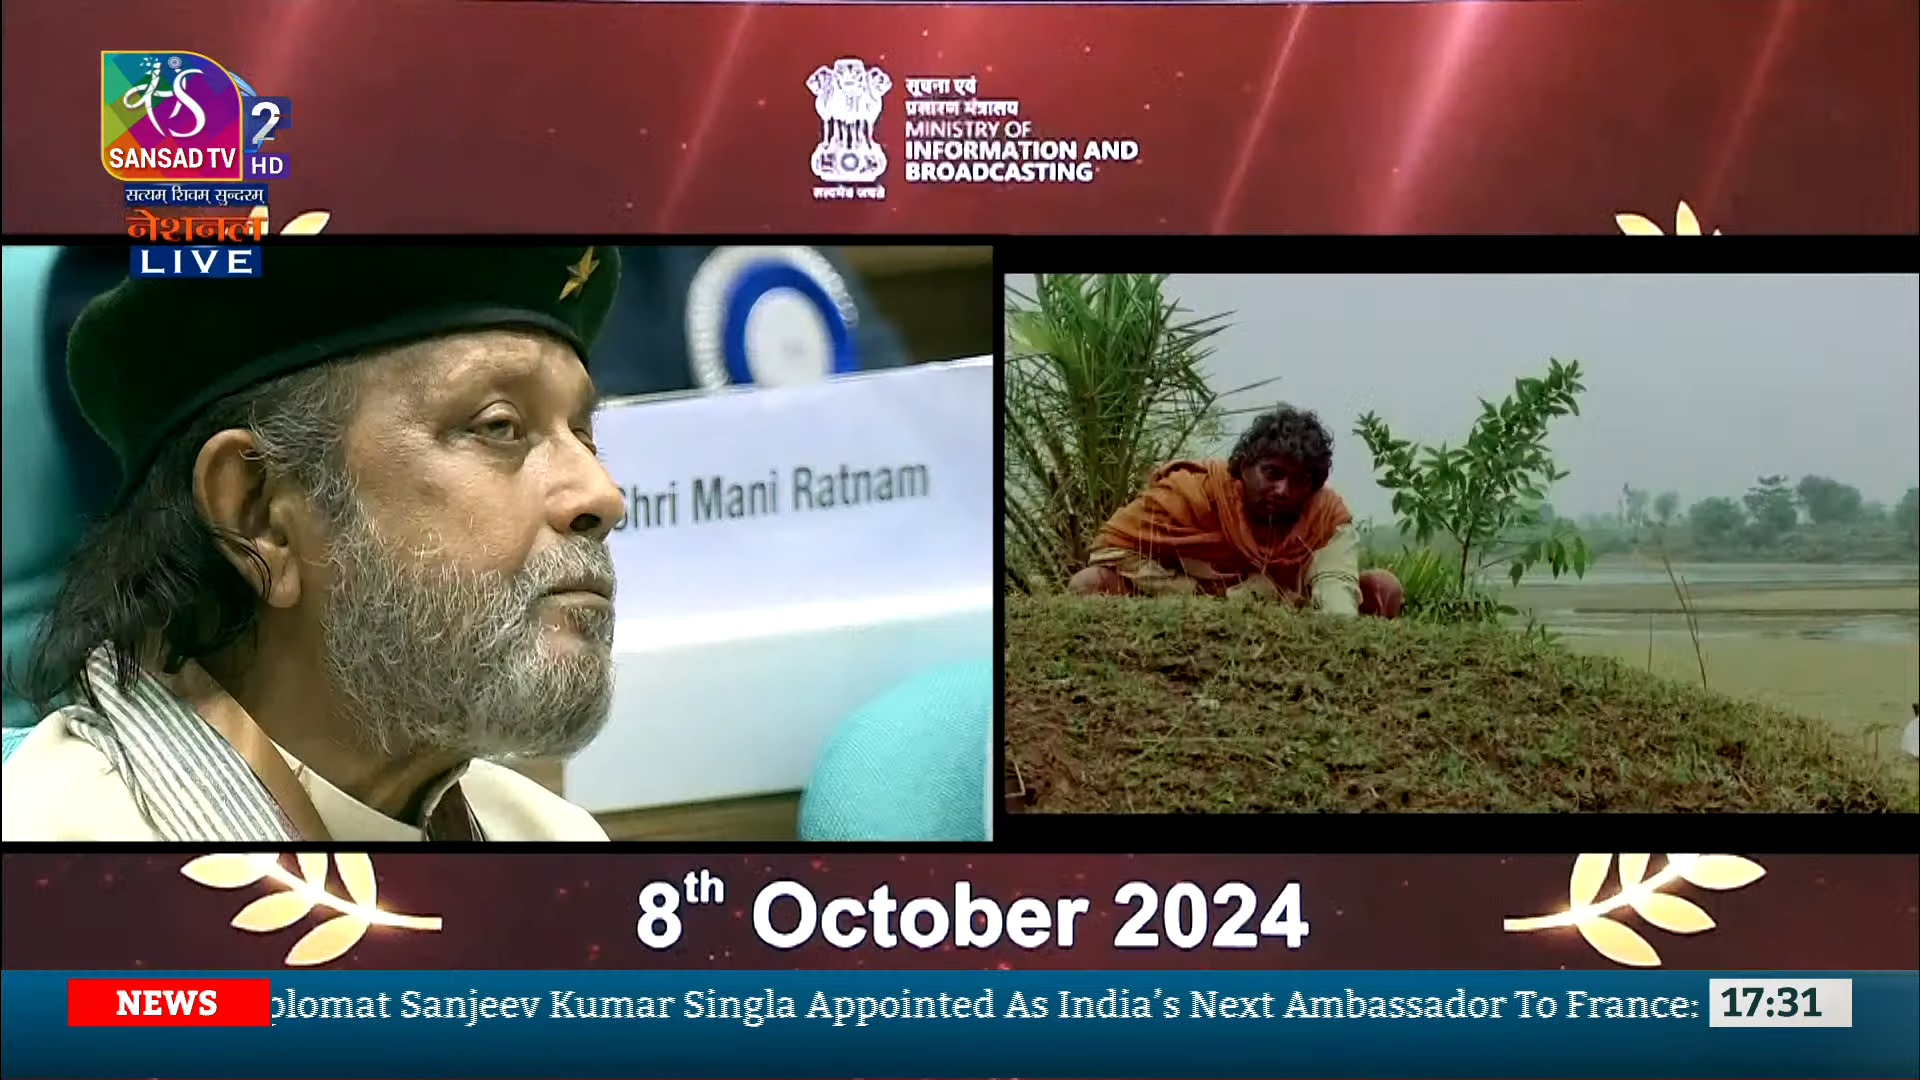 2
SANSAD TV
HD
सत्यम् शिवम् सुन्दरम्
नेशनल
LIVE
सूचना एवं
प्रसारण मंत्रालय
MINISTRY OF
INFORMATION AND
BROADCASTING
सत्यमेव जयते
Shri Mani Ratnam
8th October 2024
NEWS
plomat Sanjeev Kumar Singla Appointed As India's Next Ambassador To France:
17:31